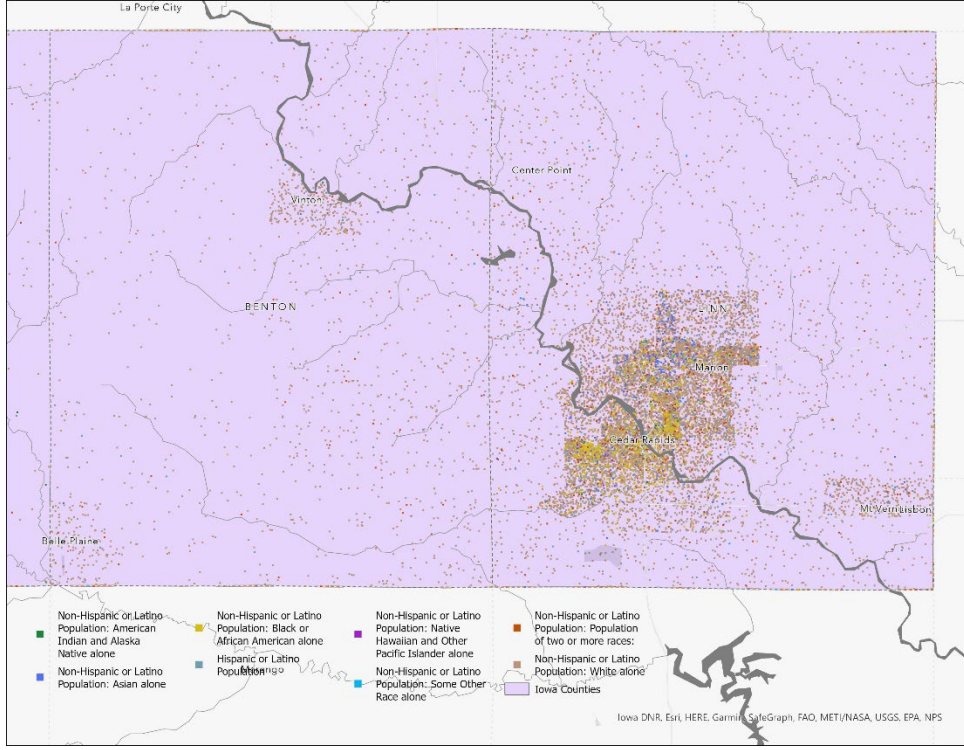 La Porte City
Center Point
Vinton
BENTON
LINN
Marion
Cedar Rapids
Mt Vernon
Lisbon
Belle Plaine
Non-Hispanic or Latino
Population: American
Indian and Alaska
Native alone
Non-Hispanic or Latino
Population: Asian alone
Non-Hispanic or Latino
Population: Black or
African American alone
Hispanic or Latino
Population
Non-Hispanic or Latino
Population: Native
Hawaiian and Other
Pacific Islander alone
Non-Hispanic or Latino
Population: Some Other
Race alone
Non-Hispanic or Latino
Population: Population
of two or more races:
Non-Hispanic or Latino
Population: White alone
Iowa Counties
Iowa DNR, Esri, HERE, Garmin, SafeGraph, FAO, METI/NASA, USGS, EPA, NPS